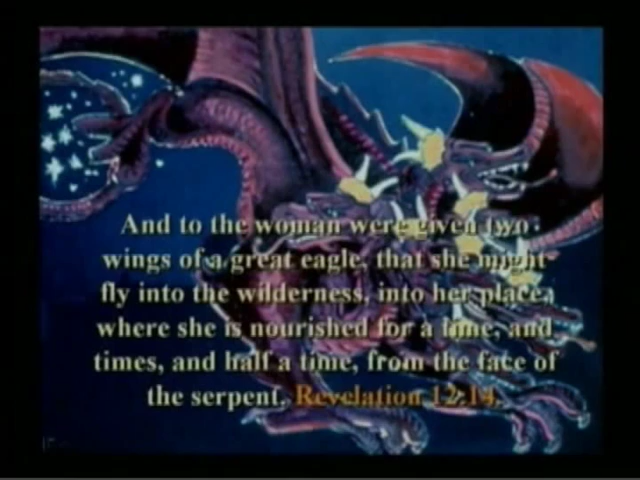 And to the woman were given two
wings of a great eagle, that she might
fly into the wilderness, into her place,
where she is nourished for a time, and
times, and half a time, from the face of
the serpent. Revelation 12:14.